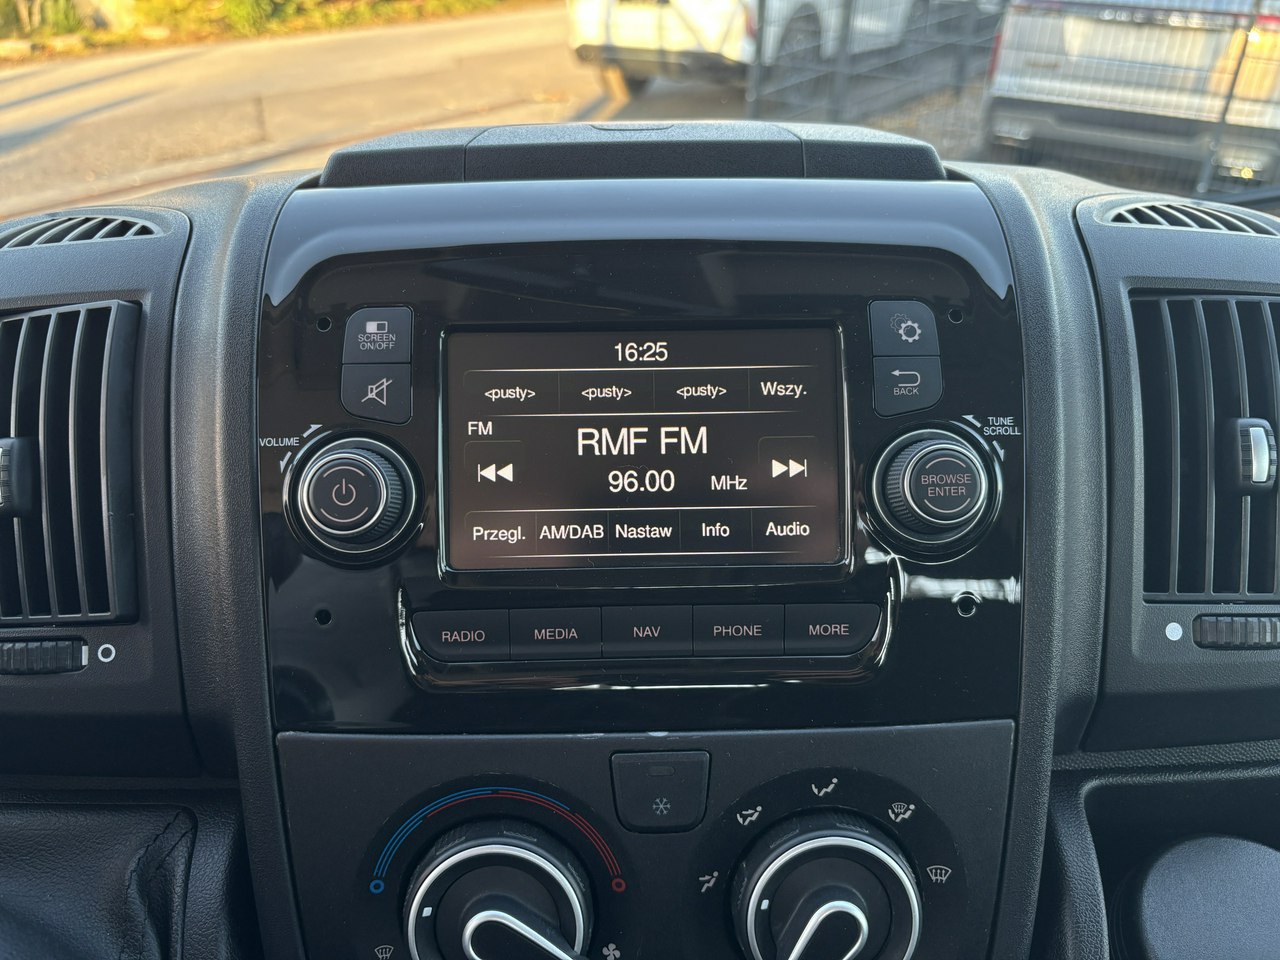 SCREEN
ON/OFF
VOLUME
16:25
<pusty> <pusty> <pusty> Wszy.
FM
RMF FM
96.00 MHz
Przegl. AM/DAB Nastaw Info Audio
BACK
TUNE
SCROLL
BROWSE
ENTER
RADIO MEDIA NAV PHONE MORE